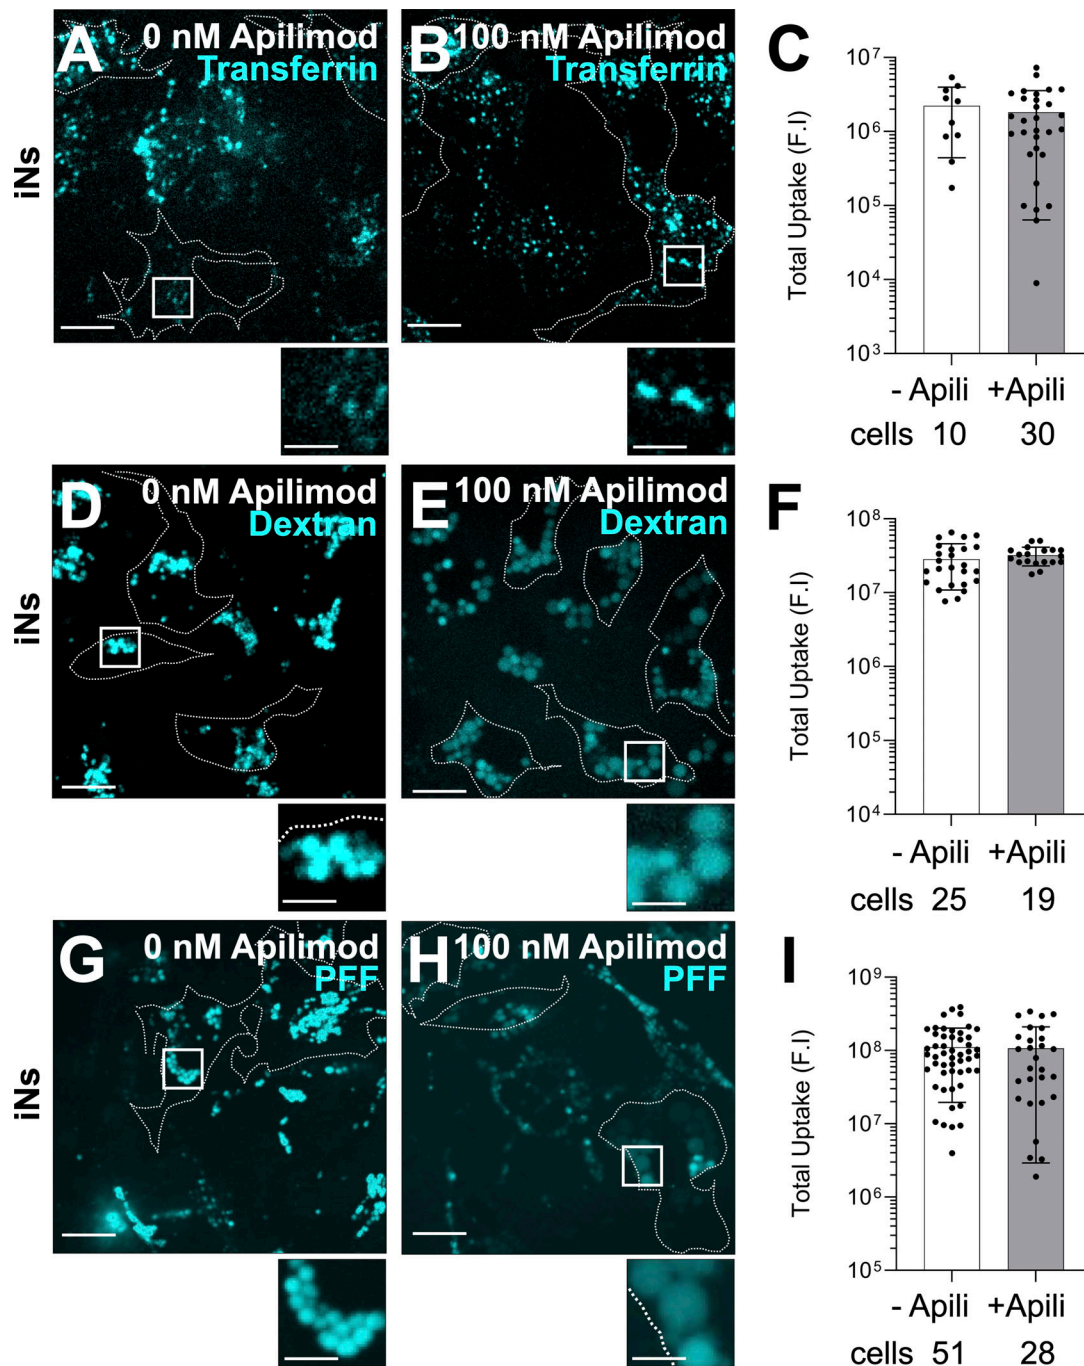 A
0 nM Apilimod
Transferrin
B
100 nM Apilimod
Transferrin
iNs
C
Total Uptake (F.I)
10⁷
10⁶
10⁵
10⁴
10³
- Apili +Apili
cells 10 30
D
0 nM Apilimod
Dextran
E
100 nM Apilimod
Dextran
iNs
F
Total Uptake (F.I)
10⁸
10⁷
10⁶
10⁵
10⁴
- Apili +Apili
cells 25 19
G
0 nM Apilimod
PFF
H
100 nM Apilimod
PFF
iNs
I
Total Uptake (F.I)
10⁹
10⁸
10⁷
10⁶
10⁵
- Apili +Apili
cells 51 28